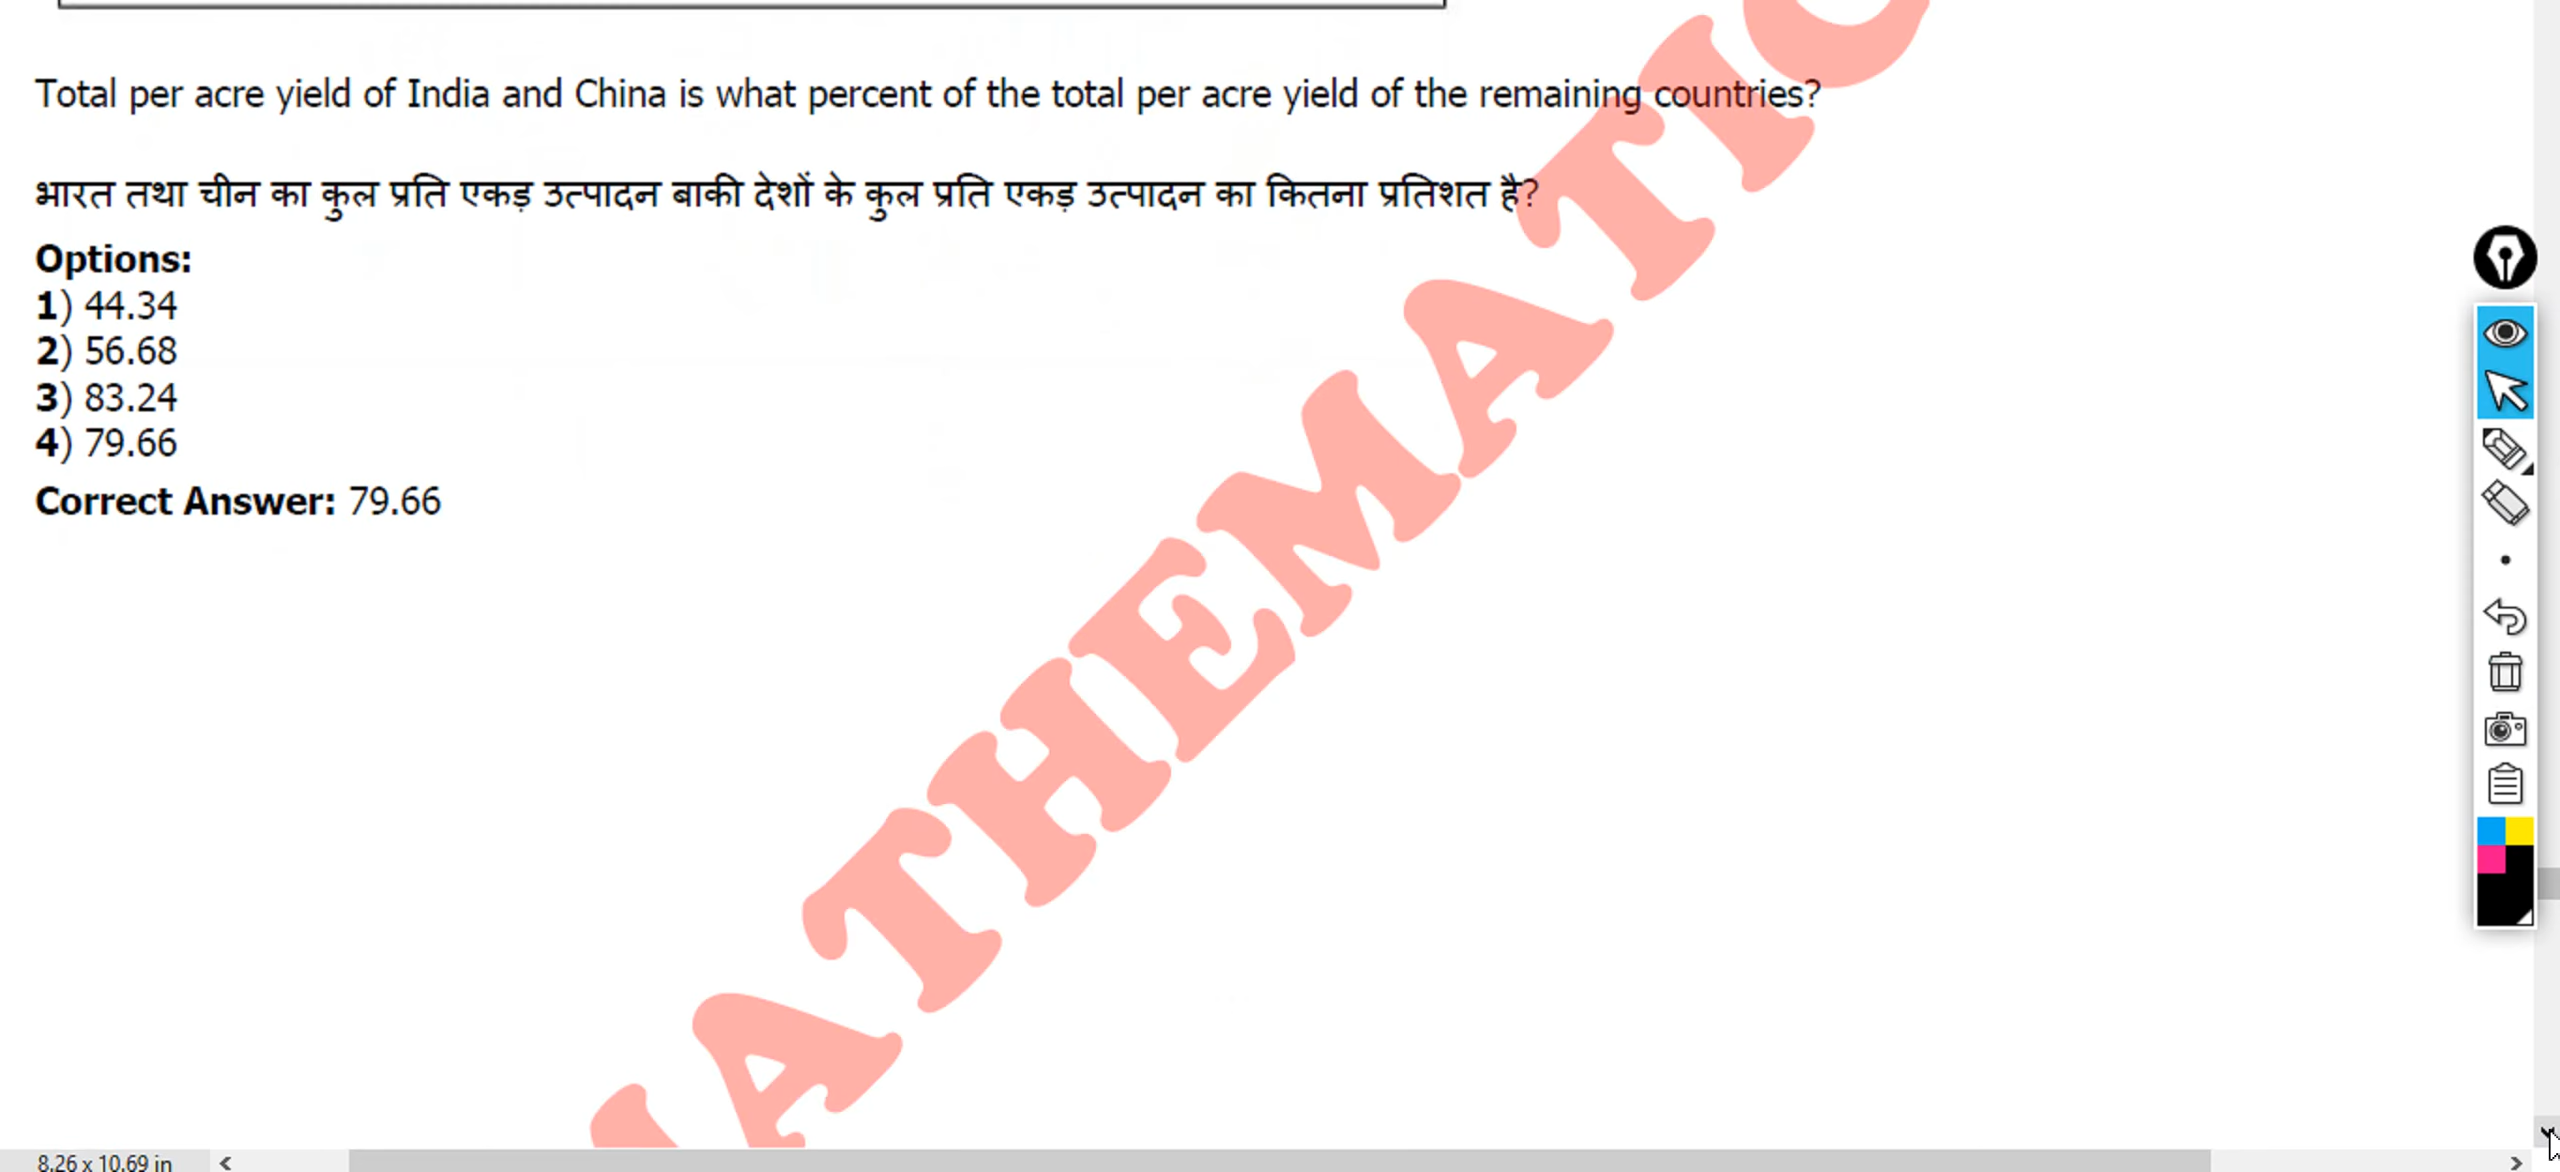 Total per acre yield of India and China is what percent of the total per acre yield of the remaining countries?
भारत तथा चीन का कुल प्रति एकड़ उत्पादन बाकी देशों के कुल प्रति एकड़ उत्पादन का कितना प्रतिशत है?
Options:
1) 44.34
2) 56.68
3) 83.24
4) 79.66
Correct Answer: 79.66
8.26 x 10.69 in